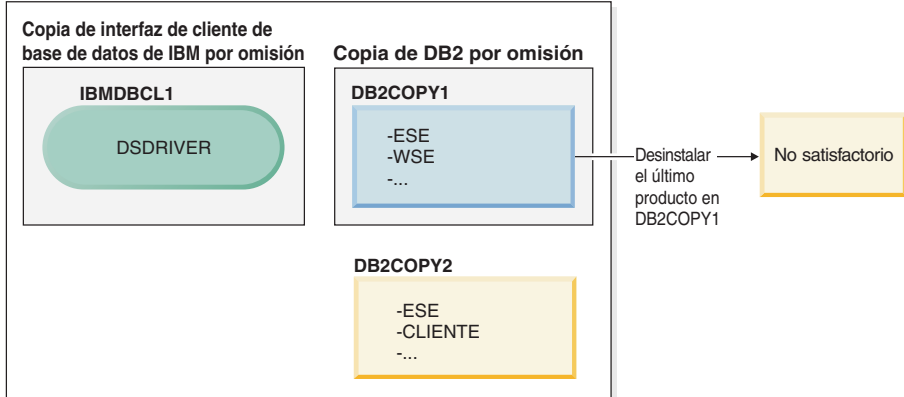 Copia de interfaz de cliente de
base de datos de IBM por omisión
IBMDBCL1
DSDRIVER
Copia de DB2 por omisión
DB2COPY1
-ESE
-WSE
-...
Desinstalar
el último
producto en
DB2COPY1
No satisfactorio
DB2COPY2
-ESE
-CLIENTE
-...